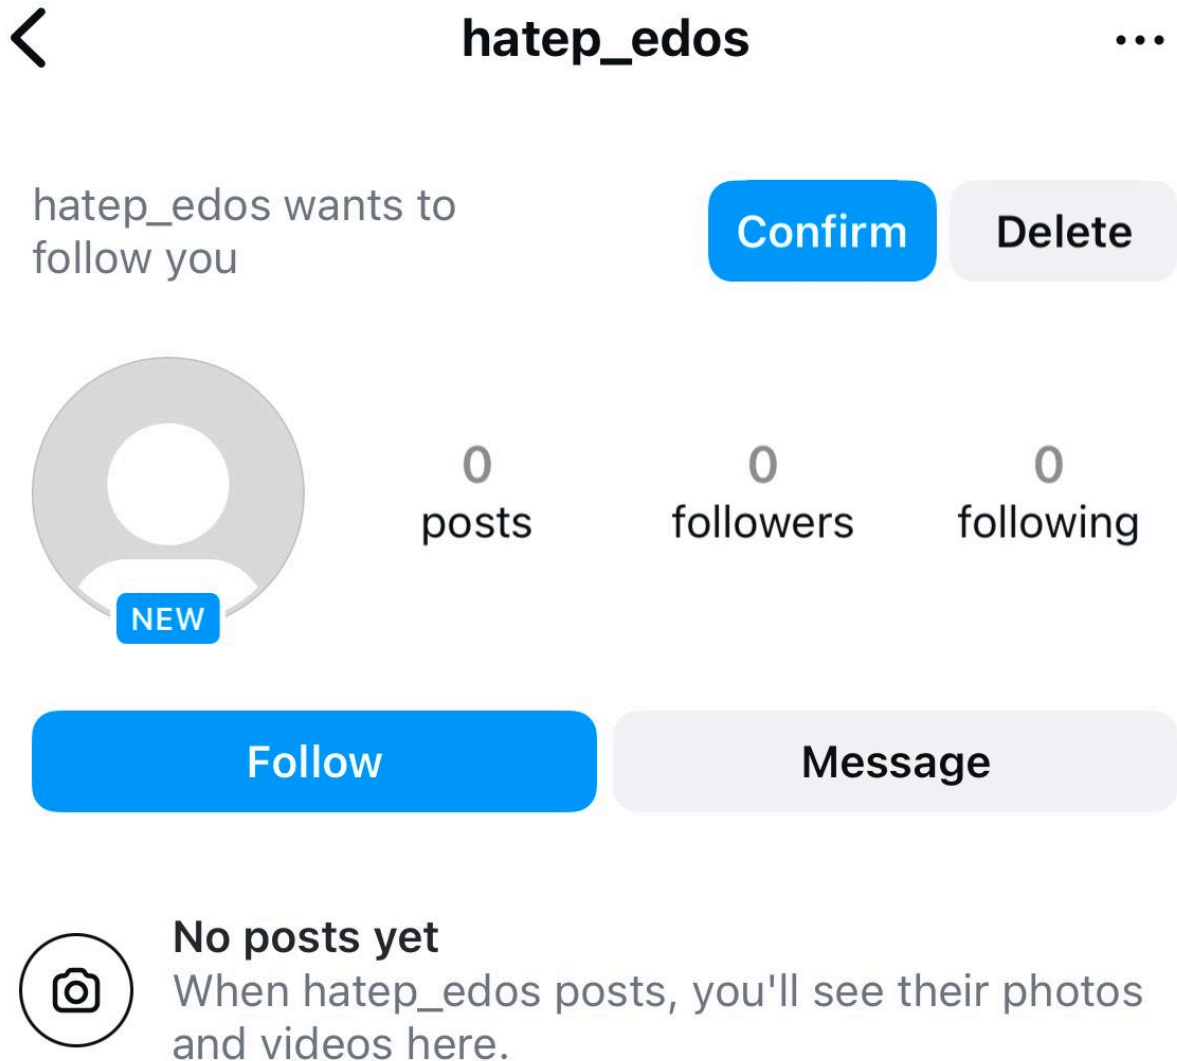 hatep_edos
hatep_edos wants to
follow you
Confirm
Delete
0
posts
0
followers
0
following
NEW
Follow
Message
No posts yet
When hatep_edos posts, you'll see their photos
and videos here.